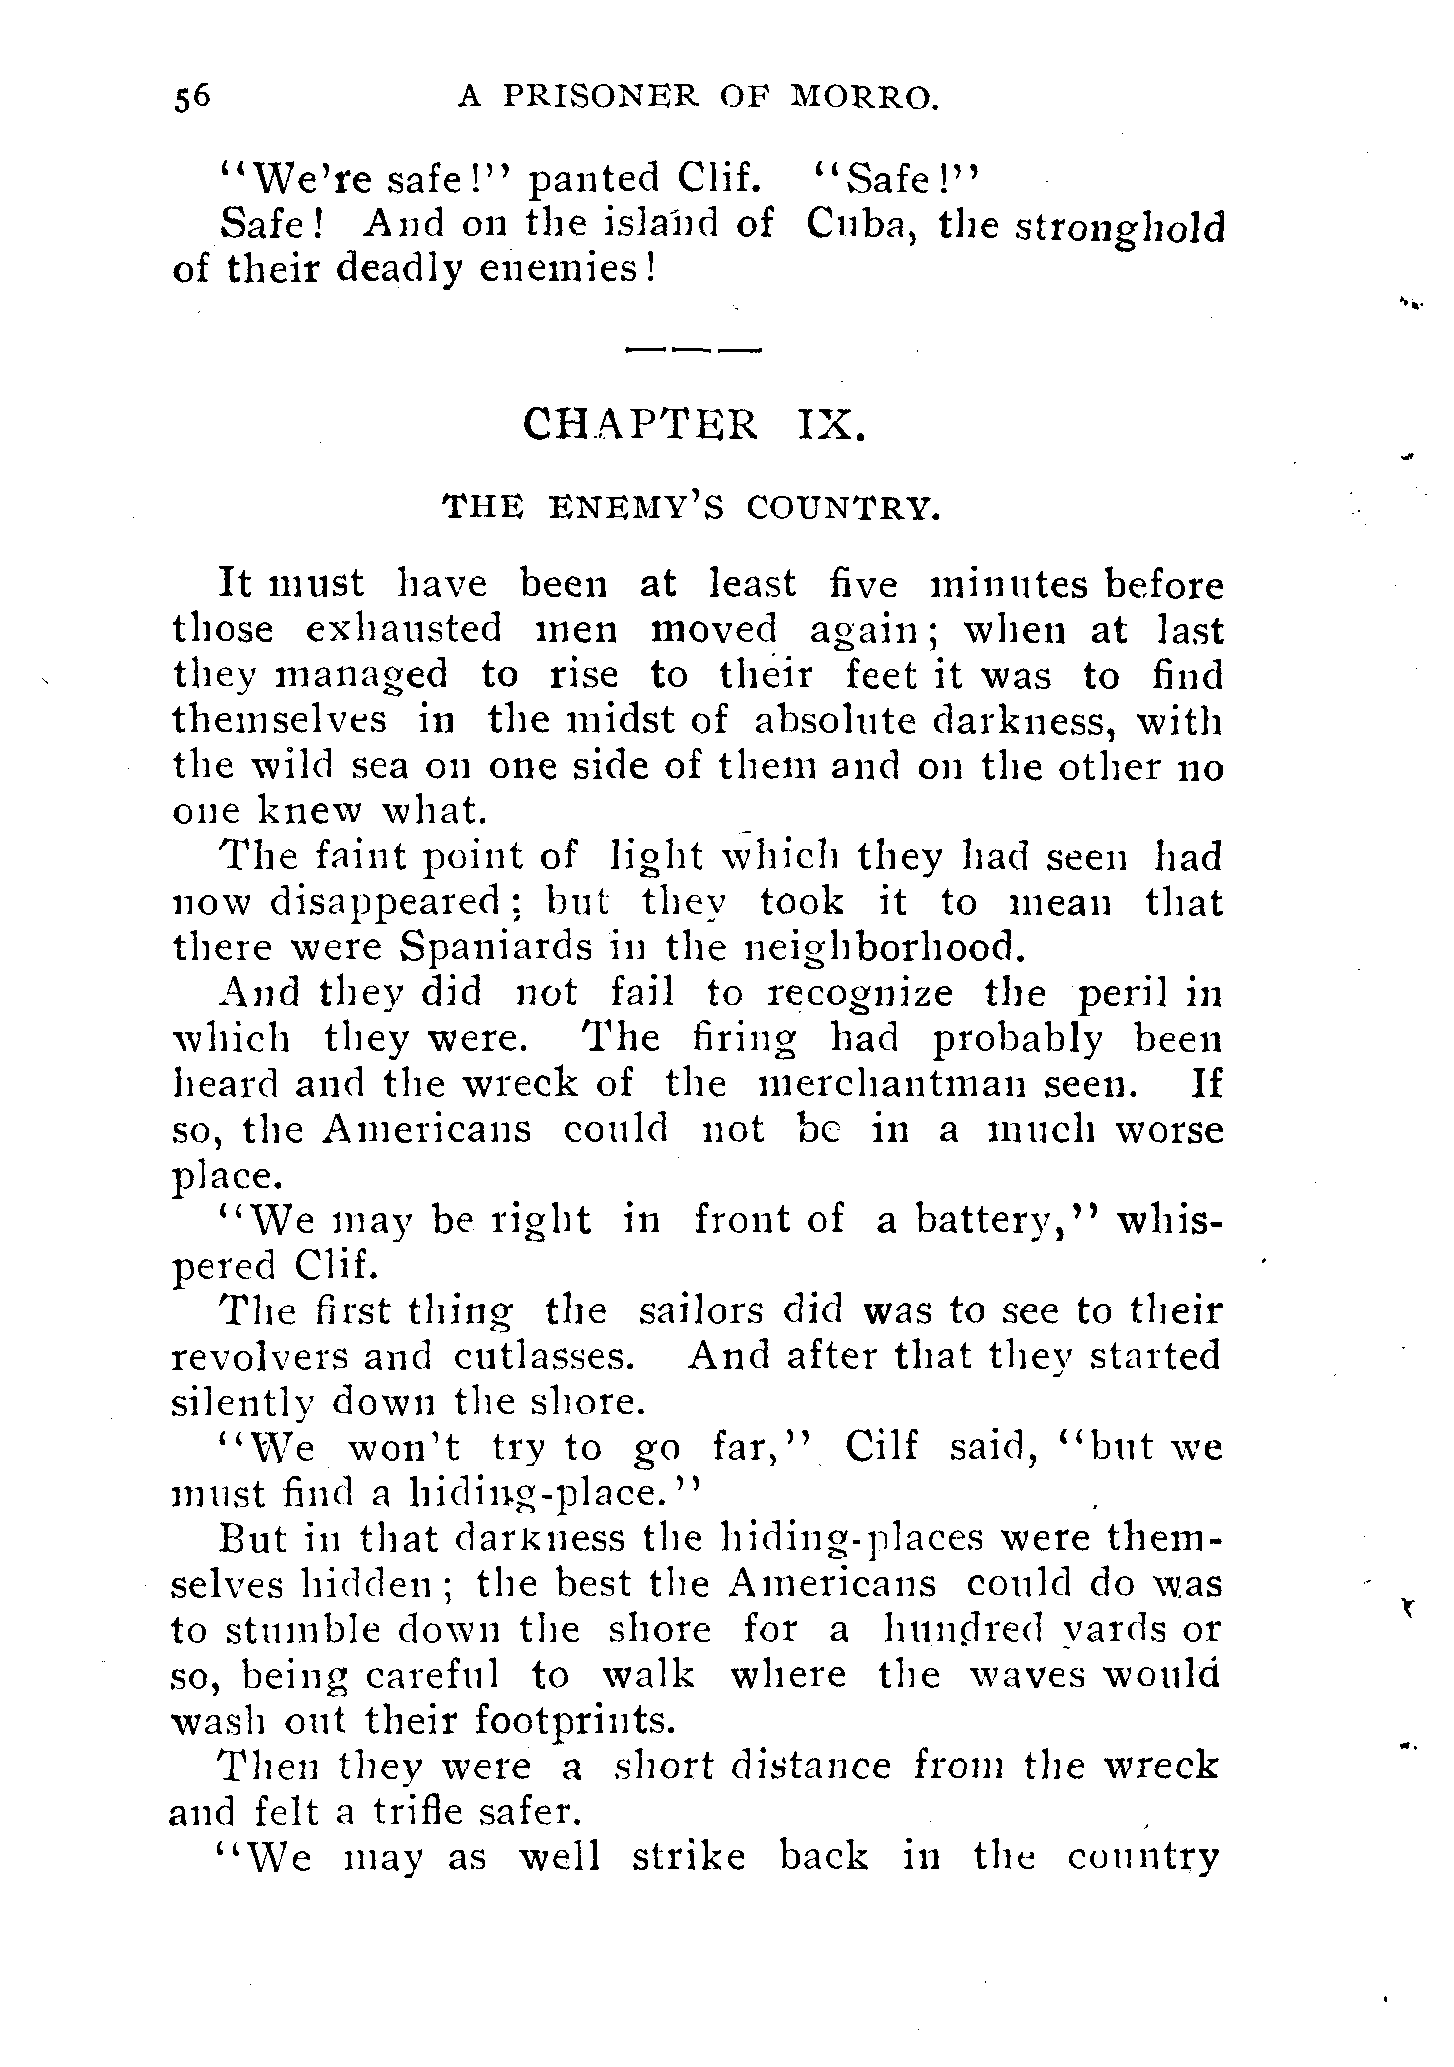 56 A PRISONER OF MORRO.
"We're safe!" panted Clif. "Safe!"
Safe! And on the island of Cuba, the stronghold
of their deadly enemies!
CHAPTER IX.
THE ENEMY'S COUNTRY.
It must have been at least five minutes before
those exhausted men moved again; when at last
they managed to rise to their feet it was to find
themselves in the midst of absolute darkness, with
the wild sea on one side of them and on the other no
one knew what.
The faint point of light which they had seen had
now disappeared; but they took it to mean that
there were Spaniards in the neighborhood.
And they did not fail to recognize the peril in
which they were. The firing had probably been
heard and the wreck of the merchantman seen. If
so, the Americans could not be in a much worse
place.
"We may be right in front of a battery," whis-
pered Clif.
The first thing the sailors did was to see to their
revolvers and cutlasses. And after that they started
silently down the shore.
"We won't try to go far," Cilf said, "but we
must find a hiding-place."
But in that darkness the hiding-places were them-
selves hidden; the best the Americans could do was
to stumble down the shore for a hundred yards or
so, being careful to walk where the waves would
wash out their footprints.
Then they were a short distance from the wreck
and felt a trifle safer.
"We may as well strike back in the country